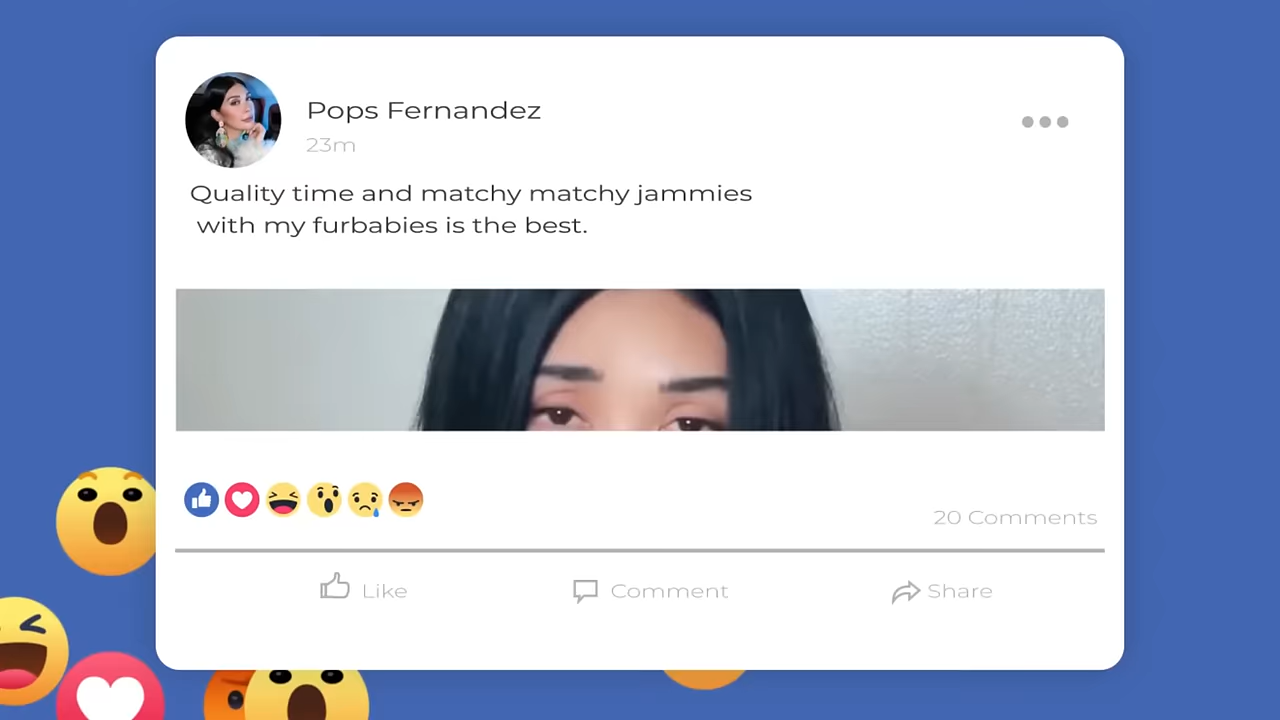 Pops Fernandez
23m
Quality time and matchy matchy jammies
with my furbabies is the best.
20 Comments
Like
Comment
Share